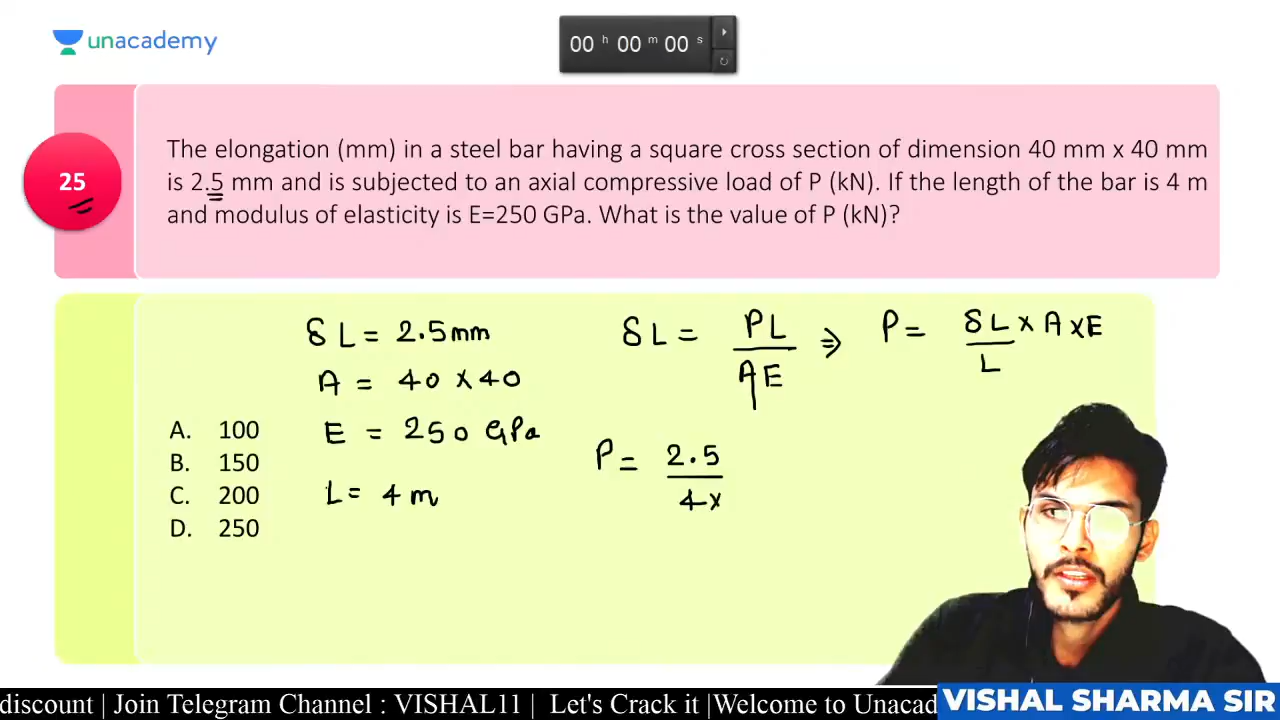 unacademy
00 h 00 m 00 s
25
The elongation (mm) in a steel bar having a square cross section of dimension 40 mm x 40 mm
is 2.5 mm and is subjected to an axial compressive load of P (kN). If the length of the bar is 4 m
and modulus of elasticity is E=250 GPa. What is the value of P (kN)?
δL = 2.5mm
A = 40 × 40
E = 250 GPa
L = 4 m
δL = PL / AE ⇒ P = δL / L × A × E
P = 2.5 / 4×
A. 100
B. 150
C. 200
D. 250
discount | Join Telegram Channel : VISHAL11 | Let's Crack it |Welcome to Unacad
VISHAL SHARMA SIR